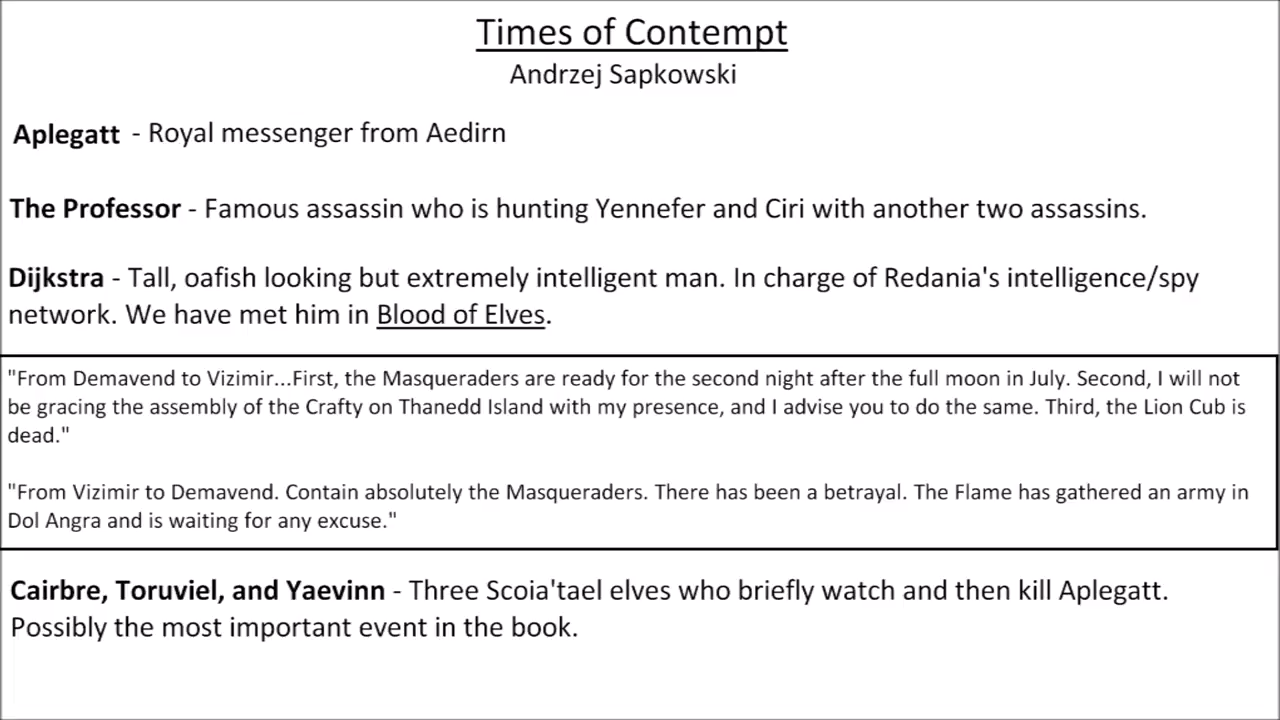 Times of Contempt
Andrzej Sapkowski
Aplegatt - Royal messenger from Aedirn
The Professor - Famous assassin who is hunting Yennefer and Ciri with another two assassins.
Dijkstra - Tall, oafish looking but extremely intelligent man. In charge of Redania's intelligence/spy
network. We have met him in Blood of Elves.
"From Demavend to Vizimir...First, the Masqueraders are ready for the second night after the full moon in July. Second, I will not
be gracing the assembly of the Crafty on Thanedd Island with my presence, and I advise you to do the same. Third, the Lion Cub is
dead."
"From Vizimir to Demavend. Contain absolutely the Masqueraders. There has been a betrayal. The Flame has gathered an army in
Dol Angra and is waiting for any excuse."
Cairbre, Toruviel, and Yaevinn - Three Scoia'tael elves who briefly watch and then kill Aplegatt.
Possibly the most important event in the book.